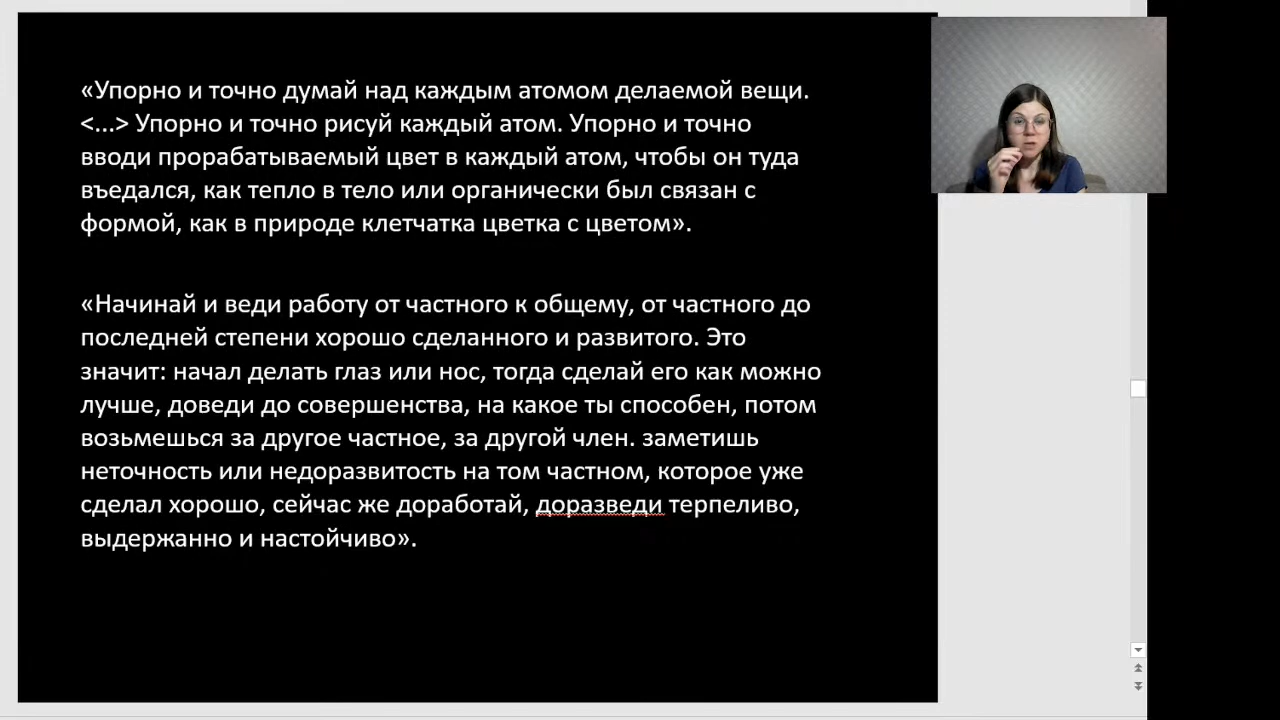 «Упорно и точно думай над каждым атомом делаемой вещи.
<...> Упорно и точно рисуй каждый атом. Упорно и точно
вводи прорабатываемый цвет в каждый атом, чтобы он туда
въедался, как тепло в тело или органически был связан с
формой, как в природе клетчатка цветка с цветом».
«Начинай и веди работу от частного к общему, от частного до
последней степени хорошо сделанного и развитого. Это
значит: начал делать глаз или нос, тогда сделай его как можно
лучше, доведи до совершенства, на какое ты способен, потом
возьмешься за другое частное, за другой член. заметишь
неточность или недоразвитость на том частном, которое уже
сделал хорошо, сейчас же доработай, доразведи терпеливо,
выдержанно и настойчиво».